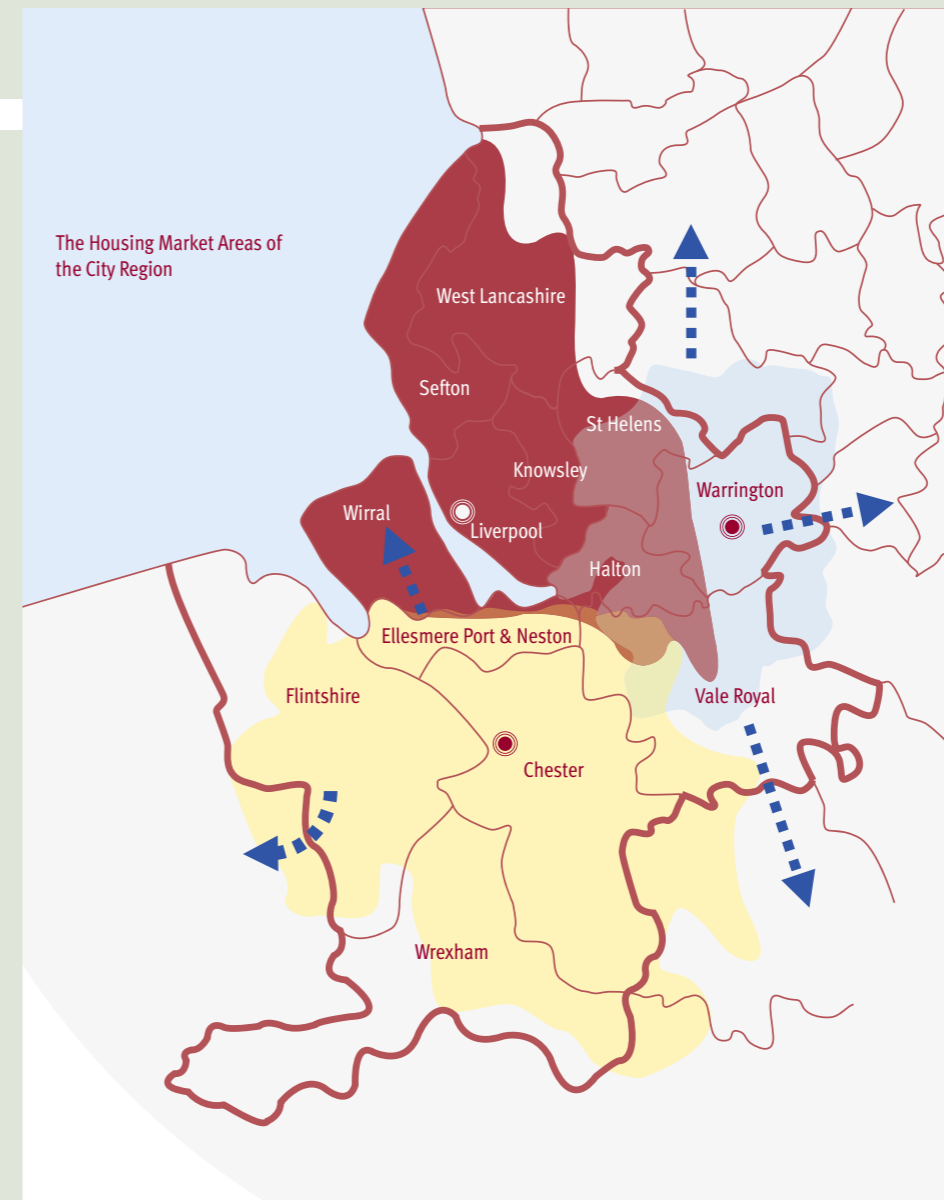 The Housing Market Areas of
the City Region
West Lancashire
Sefton
St Helens
Knowsley
Warrington
Wirral
Liverpool
Halton
Ellesmere Port & Neston
Flintshire
Vale Royal
Chester
Wrexham